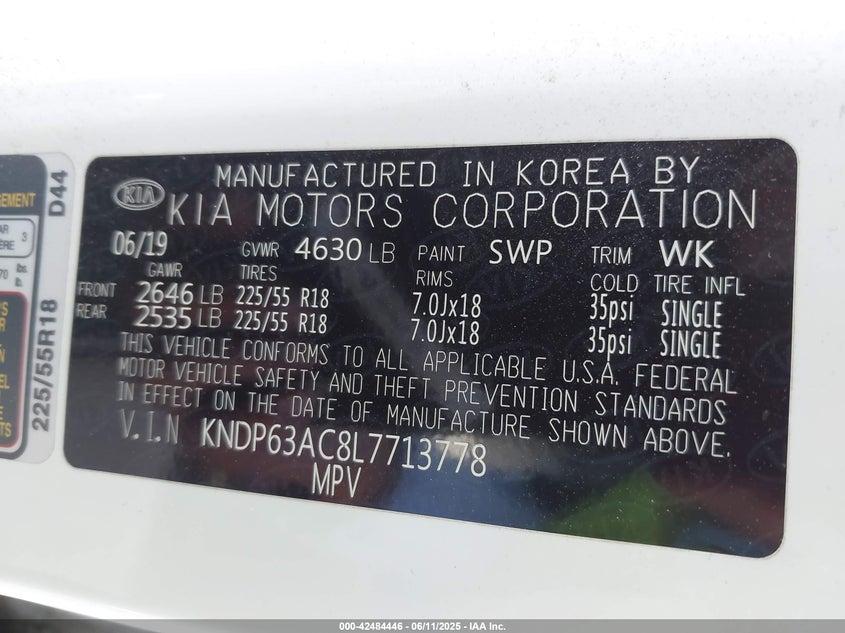 KIA
MANUFACTURED IN KOREA BY
KIA MOTORS CORPORATION
06/19 GVWR 4630 LB PAINT SWP TRIM WK
GAWR TIRES RIMS COLD TIRE INFL
FRONT 2646 LB 225/55 R18 7.0Jx18 35psi SINGLE
REAR 2535 LB 225/55 R18 7.0Jx18 35psi SINGLE
THIS VEHICLE CONFORMS TO ALL APPLICABLE U.S.A. FEDERAL
MOTOR VEHICLE SAFETY AND THEFT PREVENTION STANDARDS
IN EFFECT ON THE DATE OF MANUFACTURE SHOWN ABOVE.
V.I.N KNDP63AC8L7713778
MPV
225/55R18 D44
3
lbs.
lb.
000-42484446 - 06/11/2025 - IAA Inc.